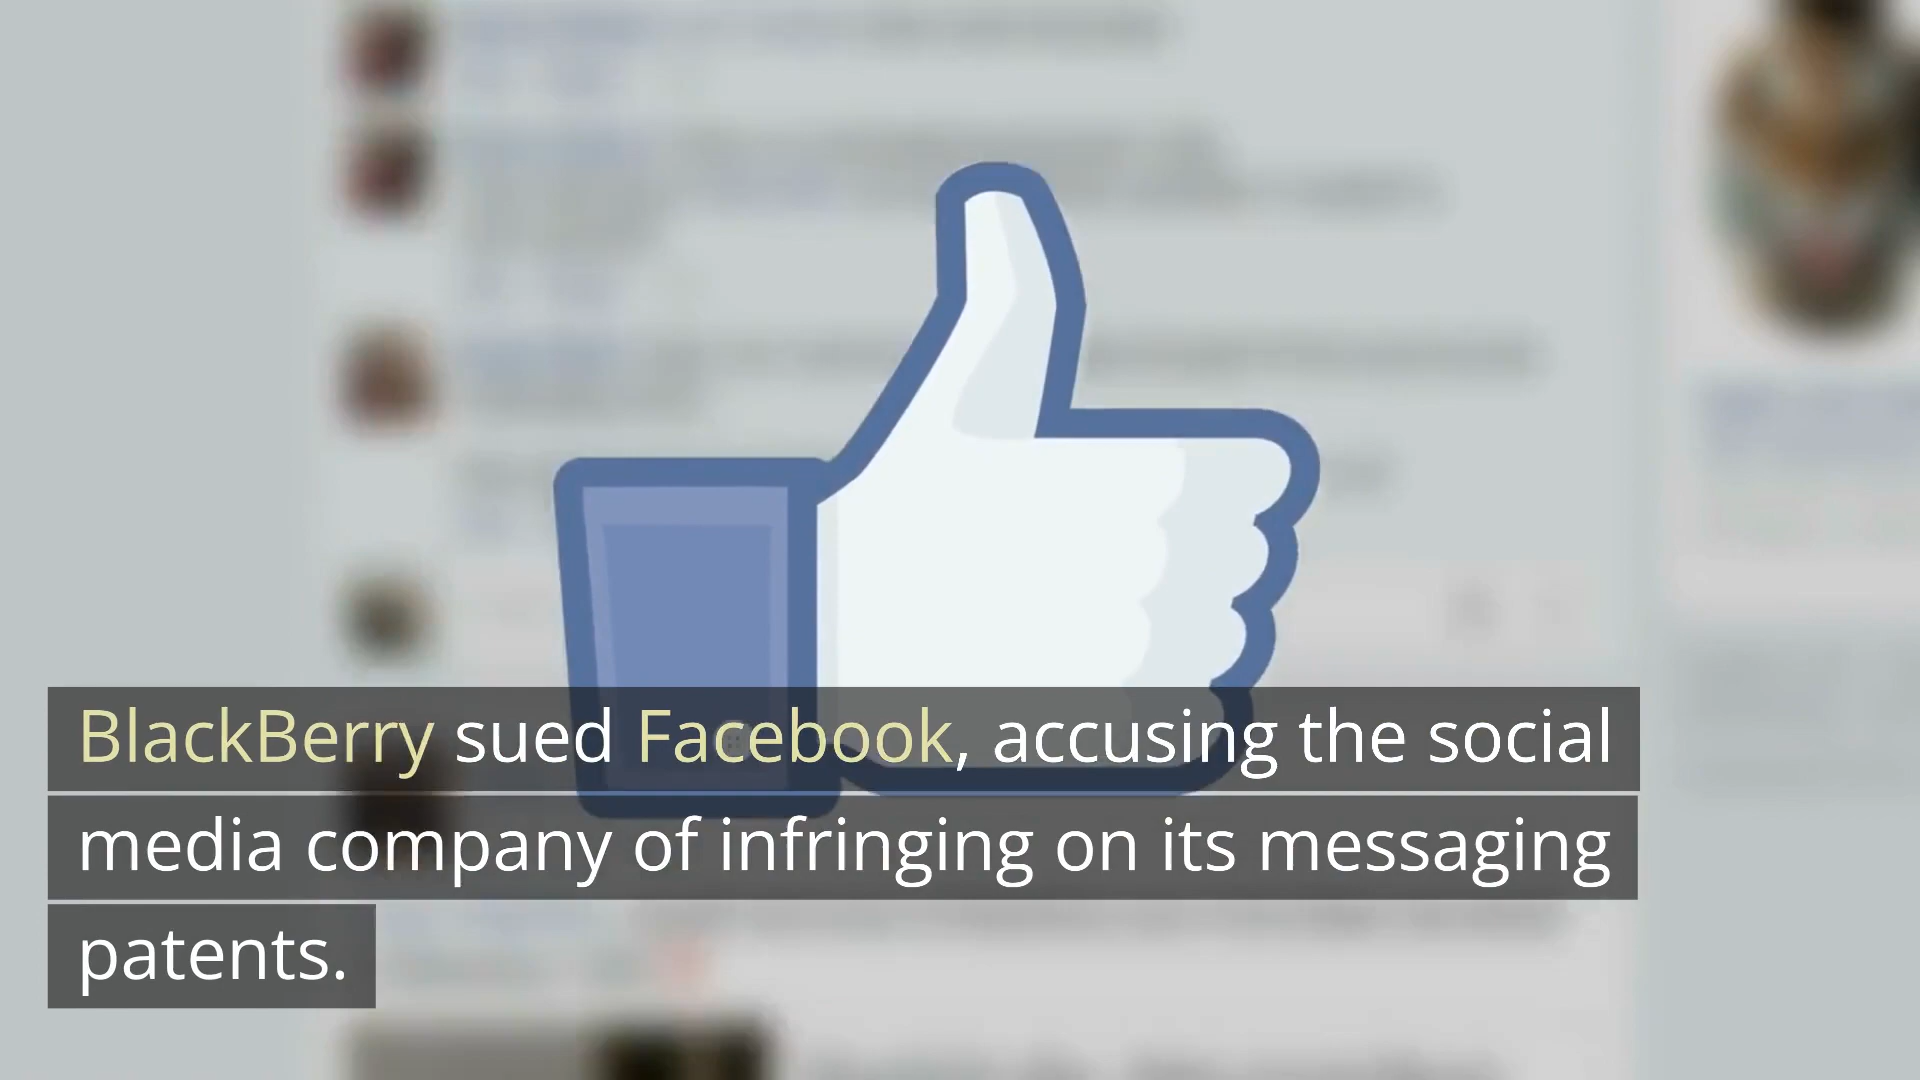 BlackBerry sued Facebook, accusing the social
media company of infringing on its messaging
patents.